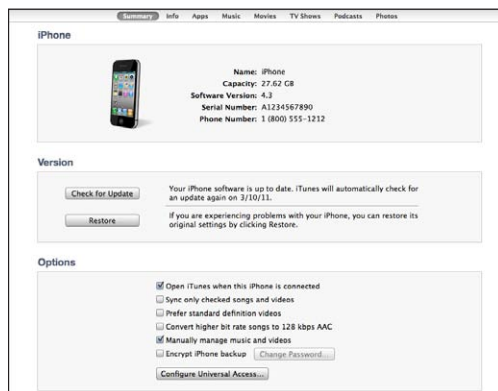 Summary Info Apps Music Movies TV Shows Podcasts Photos
iPhone
Name: iPhone
Capacity: 27.62 GB
Software Version: 4.3
Serial Number: A1234567890
Phone Number: 1 (800) 555-1212
Version
Check for Update
Your iPhone software is up to date. iTunes will automatically check for
an update again on 3/10/11.
Restore
If you are experiencing problems with your iPhone, you can restore its
original settings by clicking Restore.
Options
Open iTunes when this iPhone is connected
Sync only checked songs and videos
Prefer standard definition videos
Convert higher bit rate songs to 128 kbps AAC
Manually manage music and videos
Encrypt iPhone backup Change Password...
Configure Universal Access...